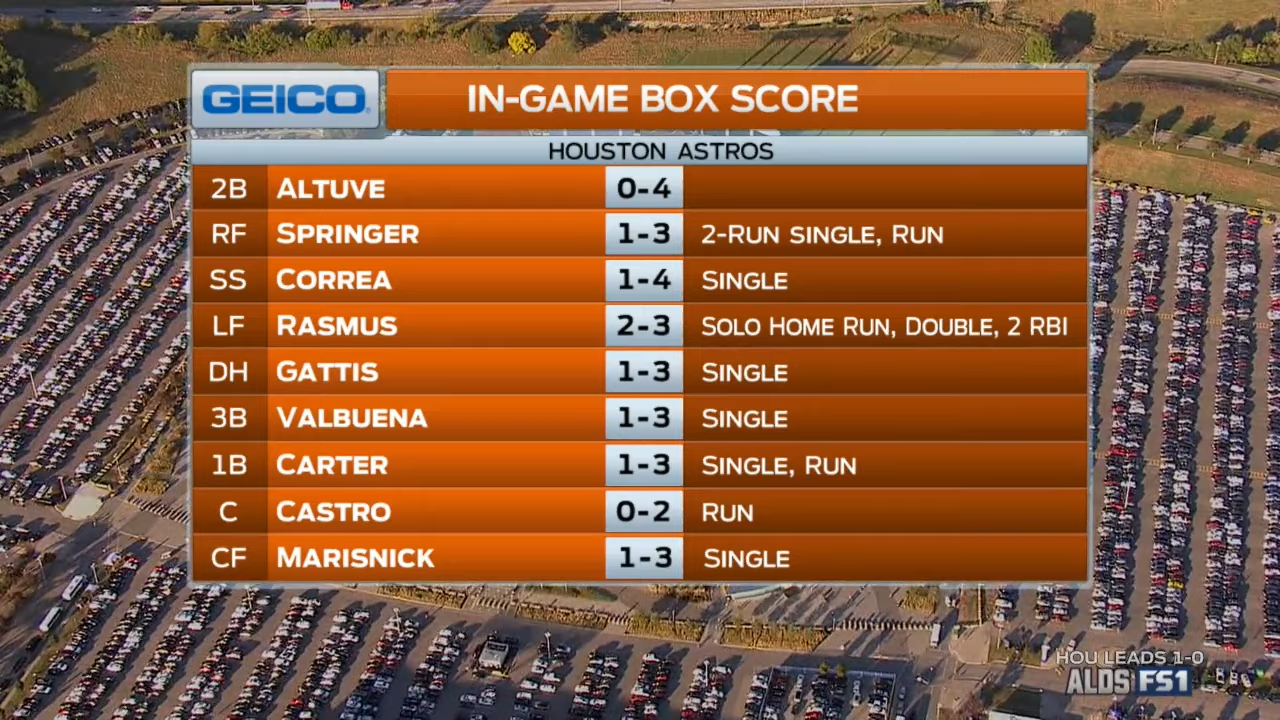 GEICO
IN-GAME BOX SCORE
HOUSTON ASTROS
2B ALTUVE 0-4
RF SPRINGER 1-3 2-RUN SINGLE, RUN
SS CORREA 1-4 SINGLE
LF RASMUS 2-3 SOLO HOME RUN, DOUBLE, 2 RBI
DH GATTIS 1-3 SINGLE
3B VALBUENA 1-3 SINGLE
1B CARTER 1-3 SINGLE, RUN
C CASTRO 0-2 RUN
CF MARISNICK 1-3 SINGLE
HOU LEADS 1-0
ALDS FS1